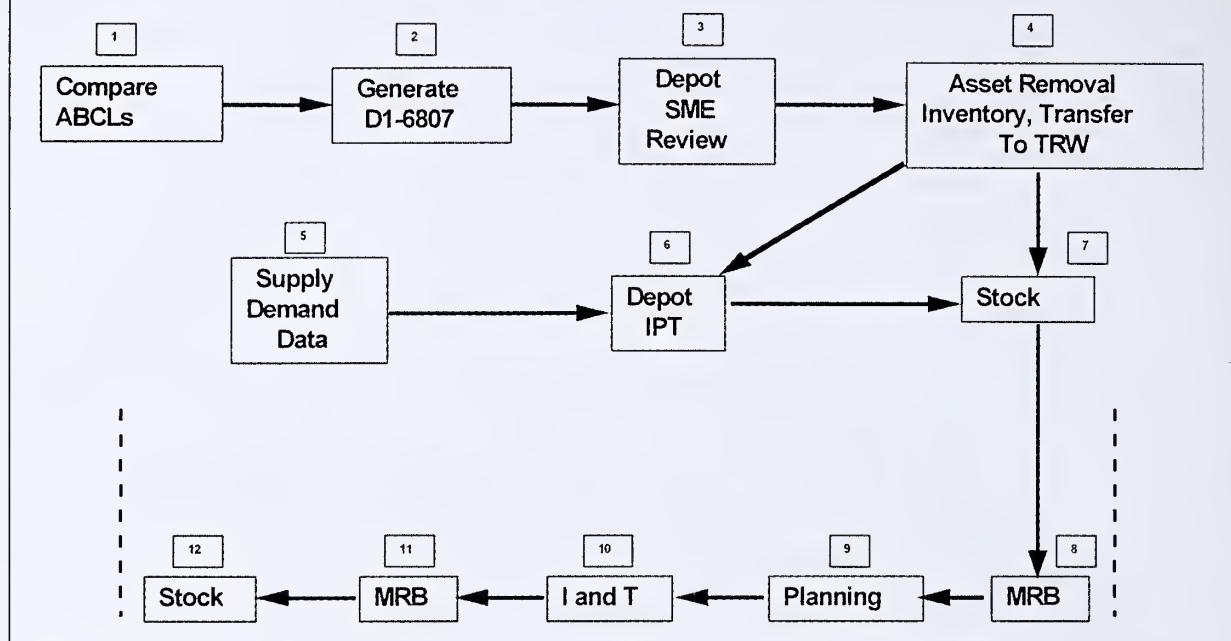 1
Compare
ABCLs
2
Generate
D1-6807
3
Depot
SME
Review
4
Asset Removal
Inventory, Transfer
To TRW
5
Supply
Demand
Data
6
Depot
IPT
7
Stock
8
MRB
9
Planning
10
I and T
11
MRB
12
Stock